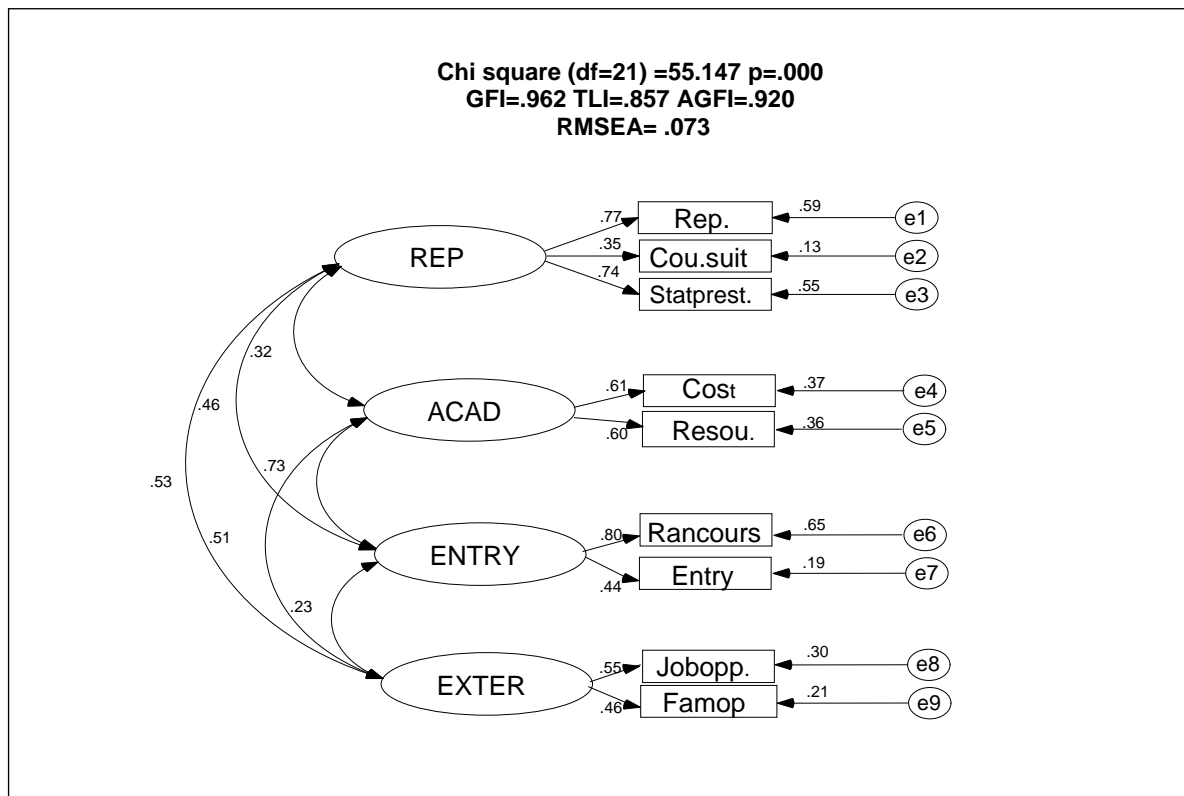 Chi square (df=21) =55.147 p=.000
GFI=.962 TLI=.857 AGFI=.920
RMSEA= .073
.77
Rep.
.59
e1
REP
.35
Cou.suit
.13
e2
.74
Statprest.
.55
e3
.32
.46
ACAD
.61
Cost
.37
e4
.60
Resou.
.36
e5
.73
.53
.51
ENTRY
.80
Rancours
.65
e6
.44
Entry
.19
e7
.23
EXTER
.55
Jobopp.
.30
e8
.46
Famop
.21
e9